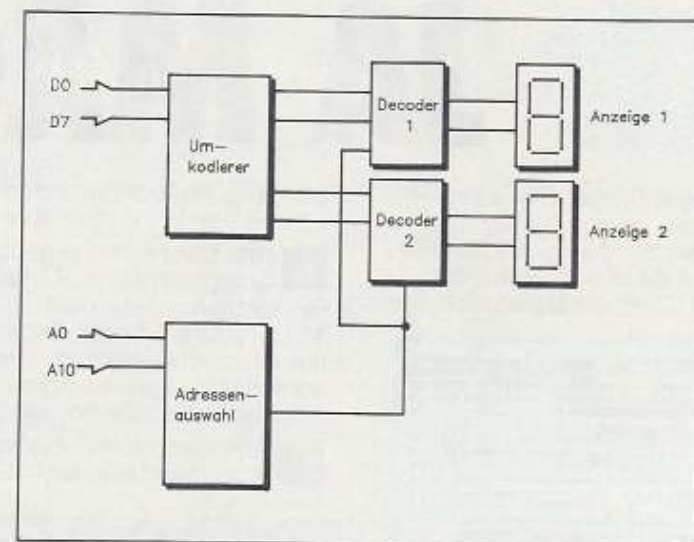 D0
D7
Um-
kodierer
Decoder
1
Anzeige 1
Decoder
2
Anzeige 2
A0
A10
Adressen-
auswahl